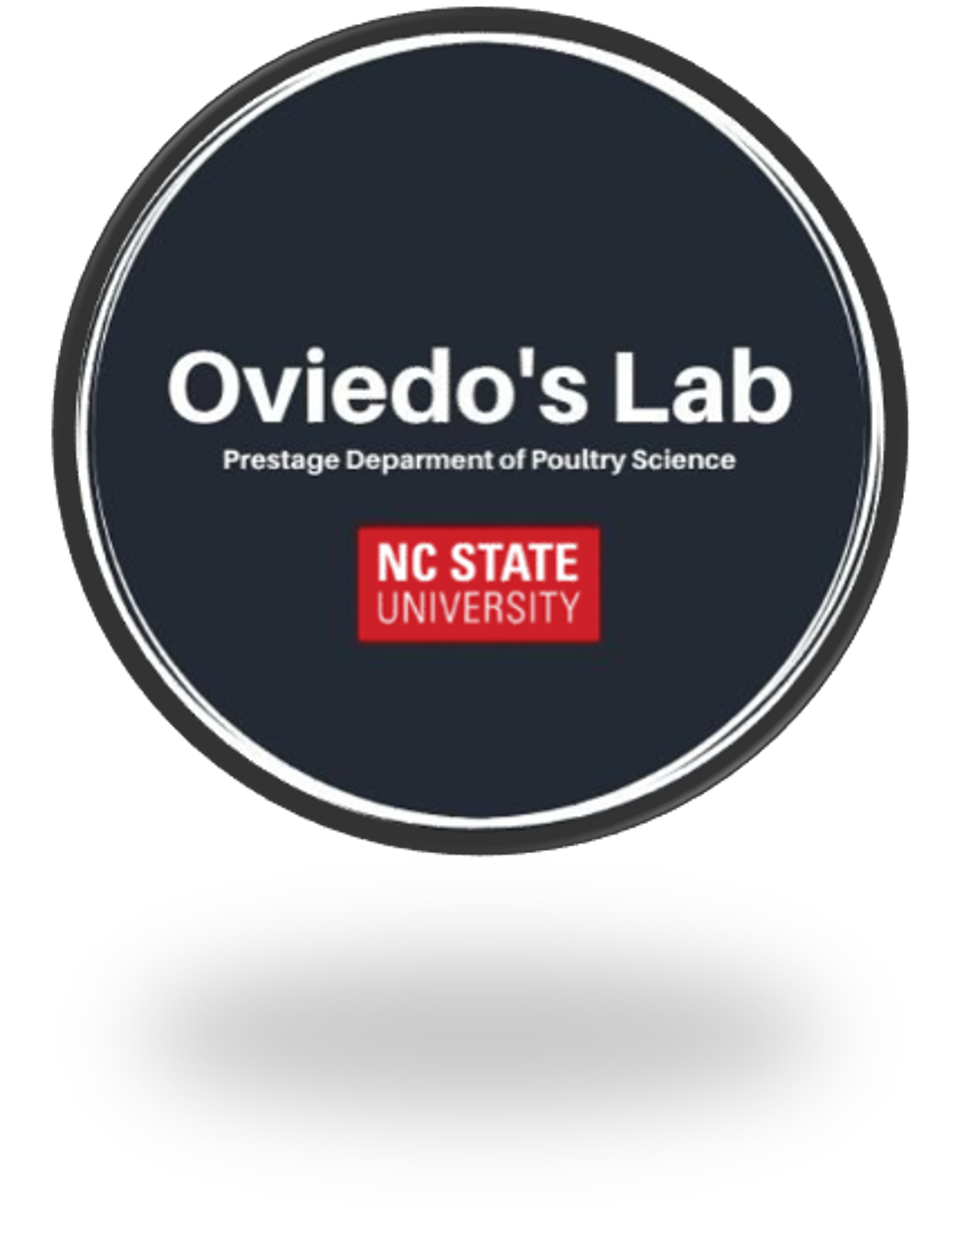 Oviedo's Lab
Prestage Deparment of Poultry Science
NC STATE
UNIVERSITY